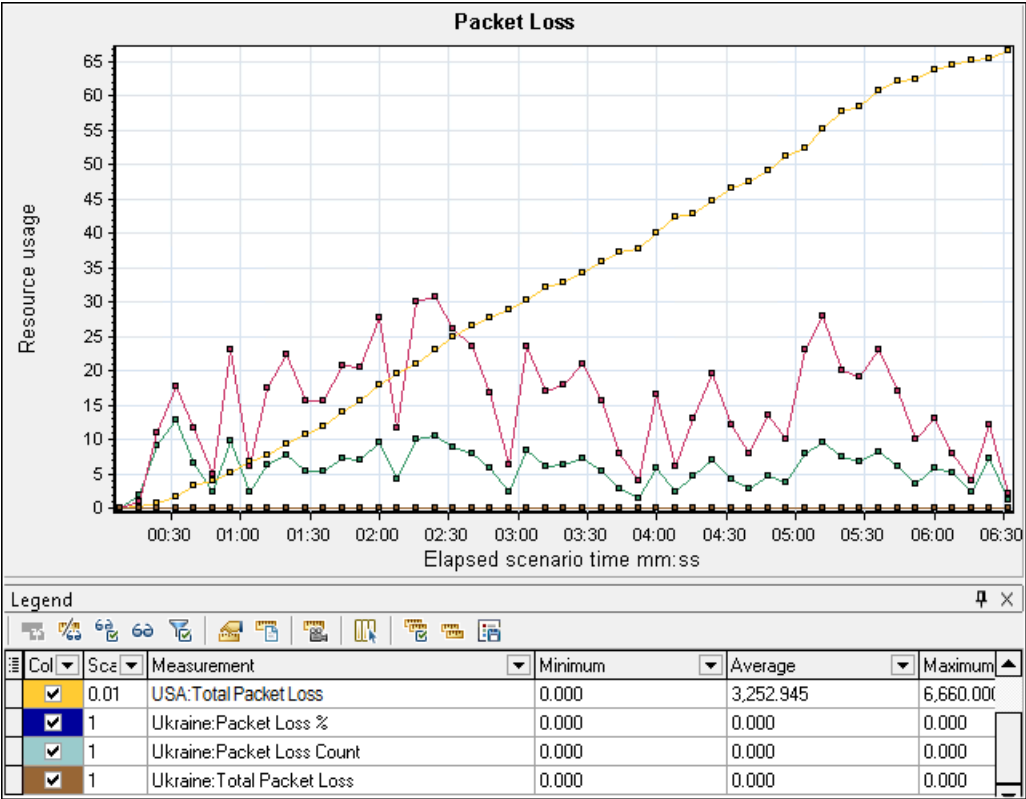 Packet Loss
65
60
55
50
45
40
35
30
25
20
15
10
5
0
Resource usage
00:30 01:00 01:30 02:00 02:30 03:00 03:30 04:00 04:30 05:00 05:30 06:00 06:30
Elapsed scenario time mm:ss
Legend
Col Sca Measurement Minimum Average Maximum
0.01 USA:Total Packet Loss 0.000 3,252.945 6,660.000
1 Ukraine:Packet Loss % 0.000 0.000 0.000
1 Ukraine:Packet Loss Count 0.000 0.000 0.000
1 Ukraine:Total Packet Loss 0.000 0.000 0.000